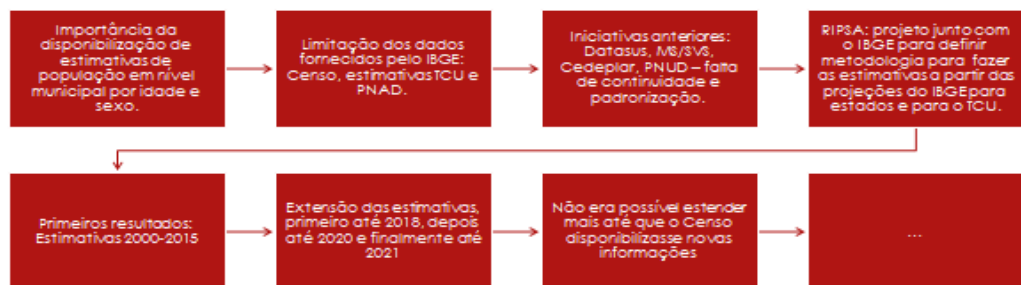 Importância da
disponibilização de
estimativas de
população em nível
municipal por idade e
sexo.
Limitação dos dados
fornecidos pelo IBGE:
Censo, estimativas TCU e
PNAD.
Iniciativas anteriores:
Datasus, MS/SVS,
Cedeplar, PNUD – falta
de continuidade e
padronização.
RIPSA: projeto junto com
o IBGE para definir
metodologia para fazer
as estimativas a partir das
projeções do IBGE para
estados e para o TCU.
Primeiros resultados:
Estimativas 2000-2015
Extensão das estimativas,
primeiro até 2018, depois
até 2020 e finalmente até
2021
Não era possível estender
mais até que o Censo
disponibilizasse novas
informações
...